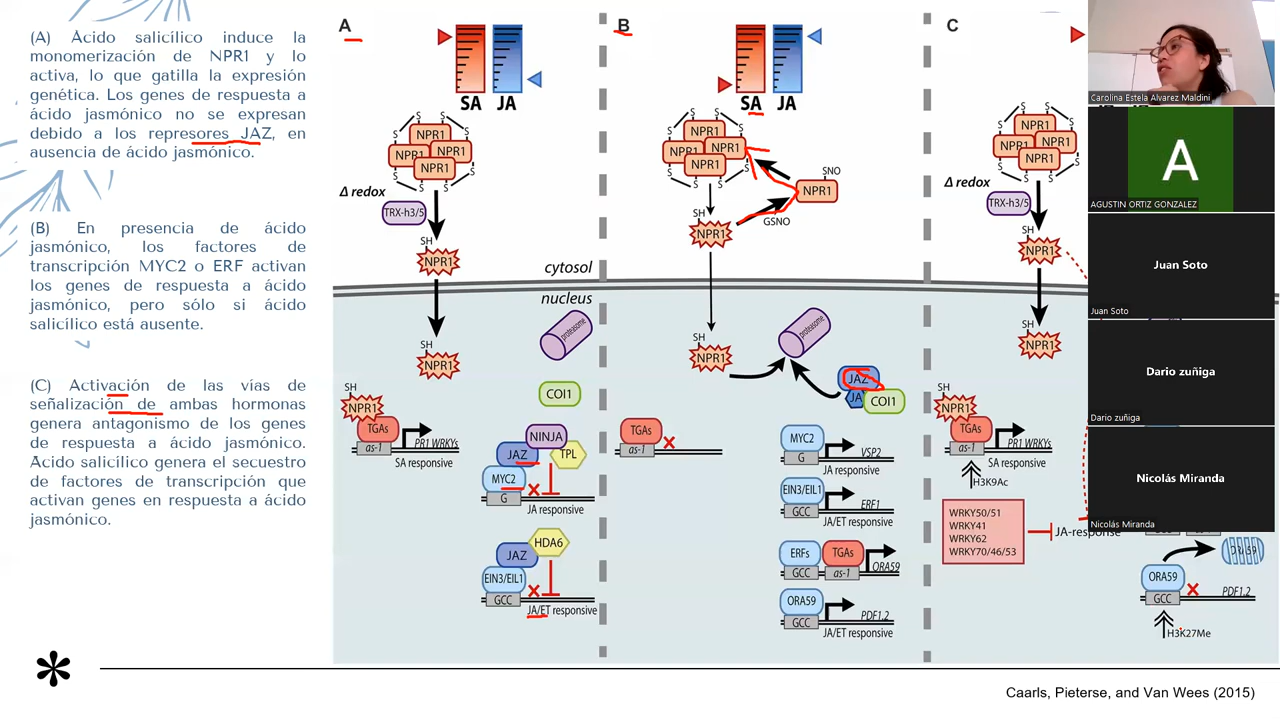 (A) Ácido salicílico induce la
monomerización de NPR1 y lo
activa, lo que gatilla la expresión
genética. Los genes de respuesta a
ácido jasmónico no se expresan
debido a los represores JAZ, en
ausencia de ácido jasmónico.
(B) En presencia de ácido
jasmónico, los factores de
transcripción MYC2 o ERF activan
los genes de respuesta a ácido
jasmónico, pero sólo si ácido
salicílico está ausente.
(C) Activación de las vías de
señalización de ambas hormonas
genera antagonismo de los genes
de respuesta a ácido jasmónico.
Ácido salicílico genera el secuestro
de factores de transcripción que
activan genes en respuesta a ácido
jasmónico.
A
SA JA
S S
S S
NPR1
NPR1 NPR1
NPR1
S S
S S
Δ redox
TRX-h3/5
SH
NPR1
cytosol
nucleus
proteasome
SH
NPR1
COI1
SH
NPR1
TGAs
as-1
PR1 WRKYs
SA responsive
NINJA
JAZ
TPL
MYC2
G
JA responsive
HDA6
JAZ
EIN3/EIL1
GCC
JA/ET responsive
B
SA JA
S S
S S
NPR1
NPR1 NPR1
NPR1
S S
S S
SNO
NPR1
GSNO
SH
NPR1
proteasome
SH
NPR1
JAZ
JA
COI1
TGAs
as-1
MYC2
G
VSP2
JA responsive
EIN3/EIL1
GCC
ERF1
JA/ET responsive
ERFs
TGAs
GCC
as-1
ORA59
ORA59
GCC
PDF1.2
JA/ET responsive
C
S S
S S
NPR1
NPR1 NPR1
NPR1
S S
S
Δ redox
TRX-h3/5
SH
NPR1
SH
NPR1
SH
NPR1
TGAs
as-1
PR1 WRKYs
SA responsive
H3K9Ac
WRKY50/51
WRKY41
WRKY62
WRKY70/46/53
JA-response
ORA59
GCC
PDF1.2
H3K27Me
Carolina Estela Alvarez Maldini
A
AGUSTIN ORTIZ GONZALEZ
Juan Soto
Juan Soto
Dario zuñiga
Dario zuñiga
Nicolás Miranda
Nicolás Miranda
Caarls, Pieterse, and Van Wees (2015)